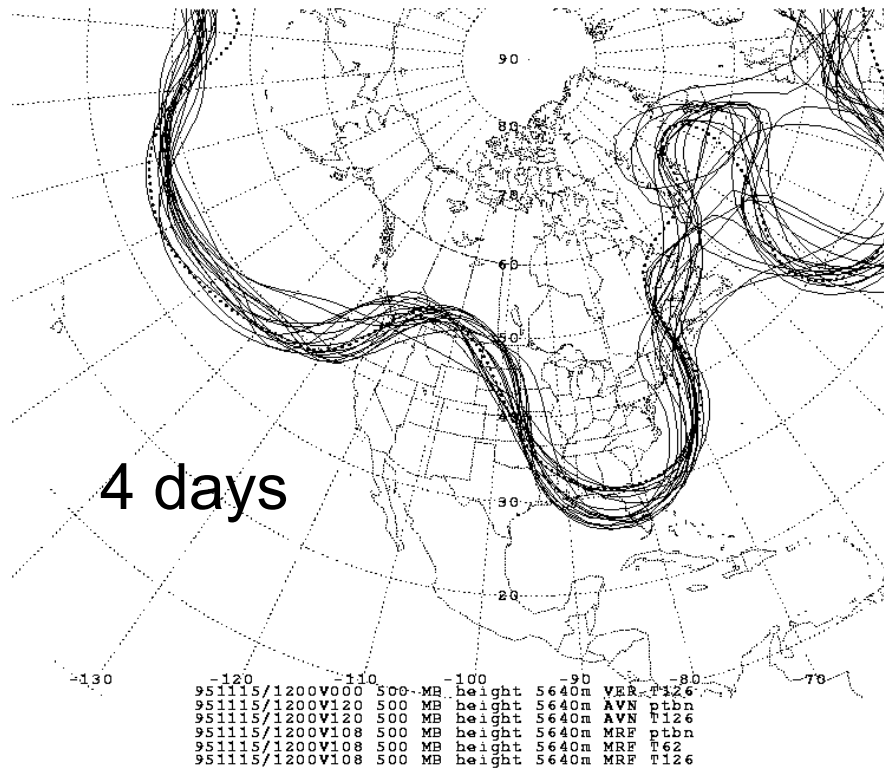 90
80
70
60
50
40
30
20
4 days
-130 -120 -110 -100 -90 -80 70
951115/1200V000 500 MB height 5640m VER T126
951115/1200V120 500 MB height 5640m AVN ptbn
951115/1200V120 500 MB height 5640m AVN T126
951115/1200V108 500 MB height 5640m MRF ptbn
951115/1200V108 500 MB height 5640m MRF T62
951115/1200V108 500 MB height 5640m MRF T126